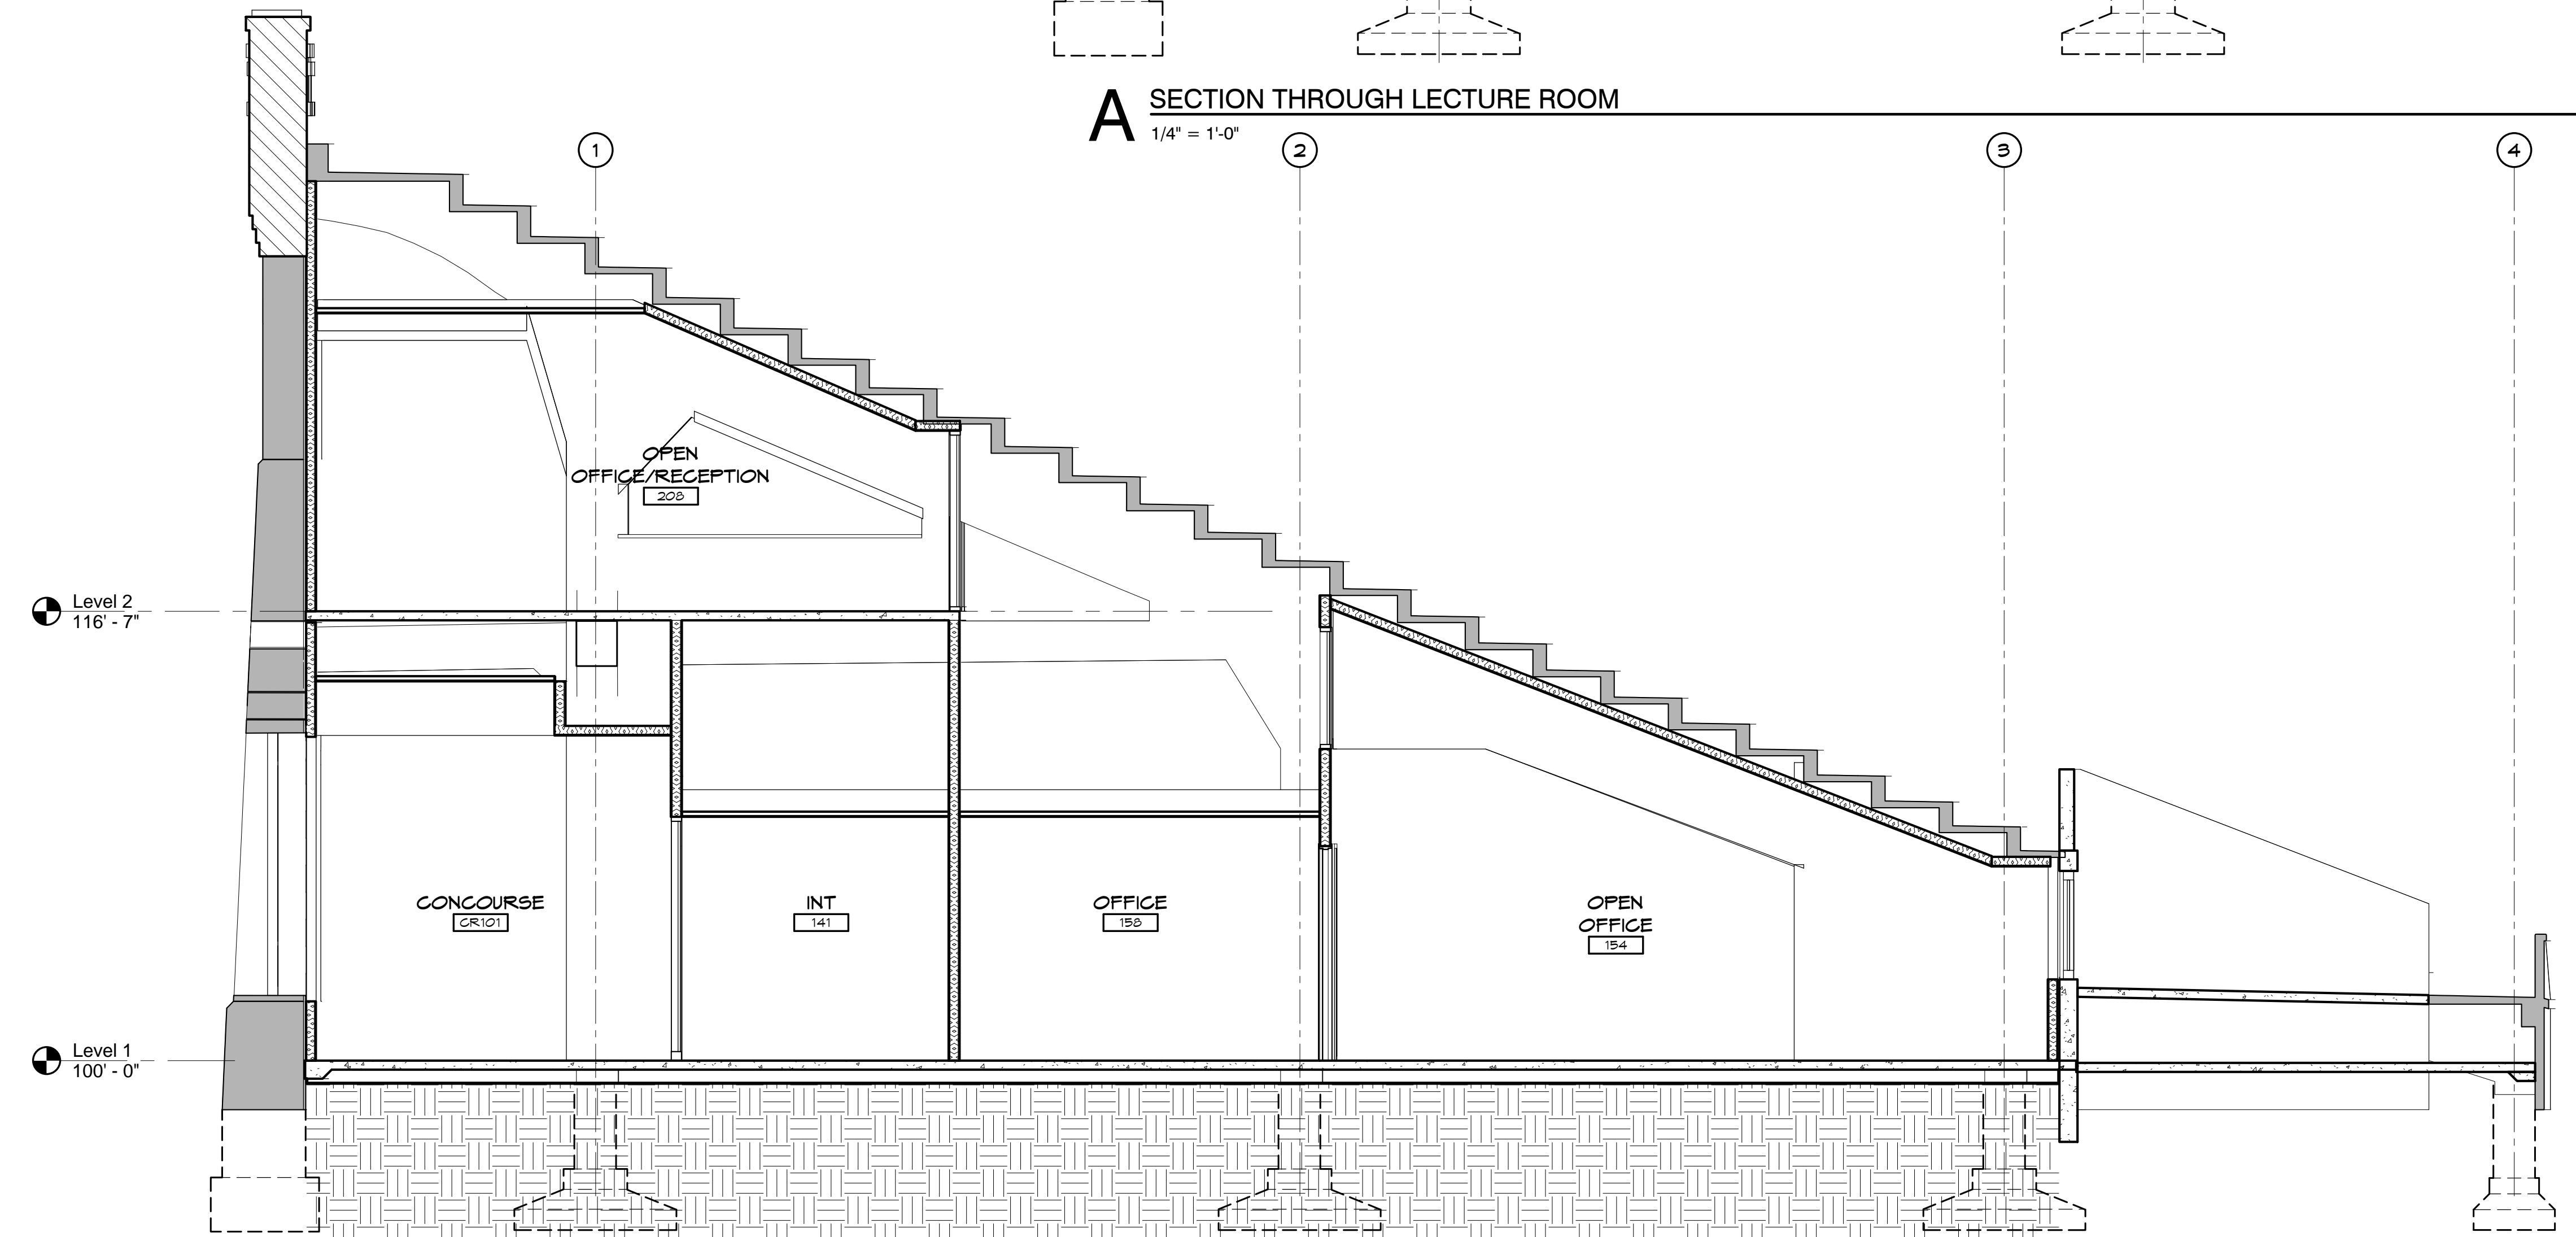 A SECTION THROUGH LECTURE ROOM
1/4" = 1'-0"
1
2
3
4
OPEN
OFFICE/RECEPTION
208
Level 2
116' - 7"
CONCOURSE
CR101
INT
141
OFFICE
158
OPEN
OFFICE
154
Level 1
100' - 0"